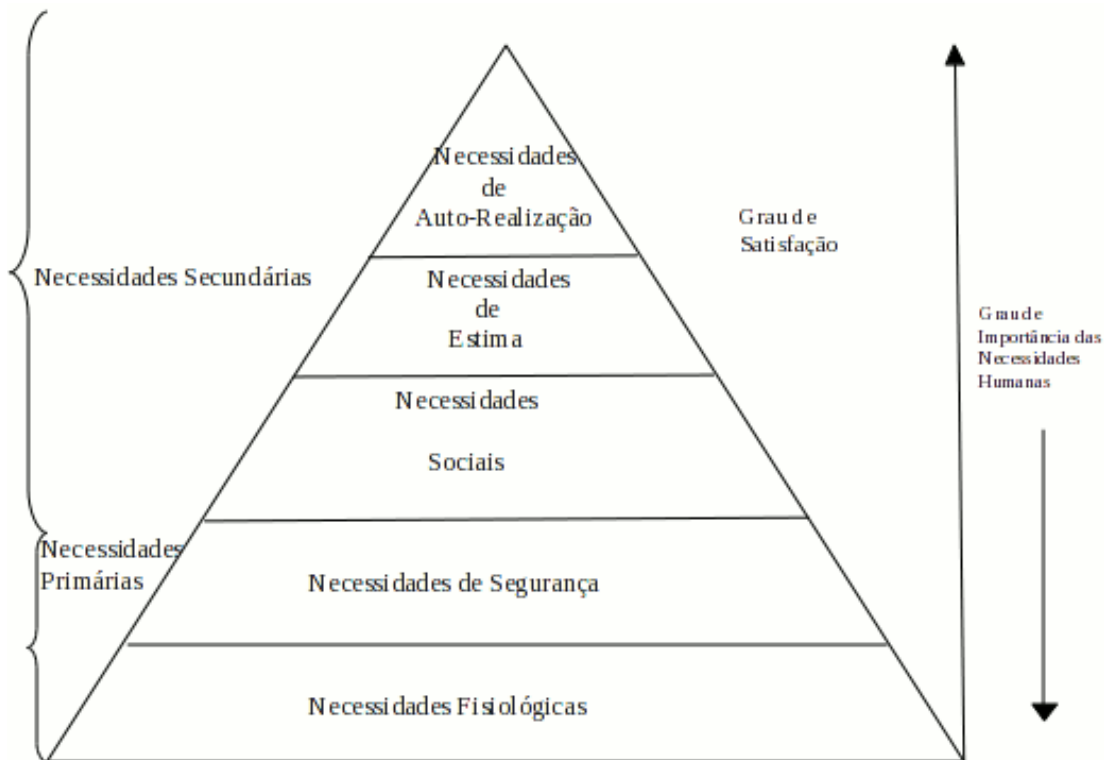 Necessidades
de
Auto-Realização
Grau de
Satisfação
Necessidades Secundárias
Necessidades
de
Estima
Grau de
Importância das
Necessidades
Humanas
Necessidades
Sociais
Necessidades
Primárias
Necessidades de Segurança
Necessidades Fisiológicas